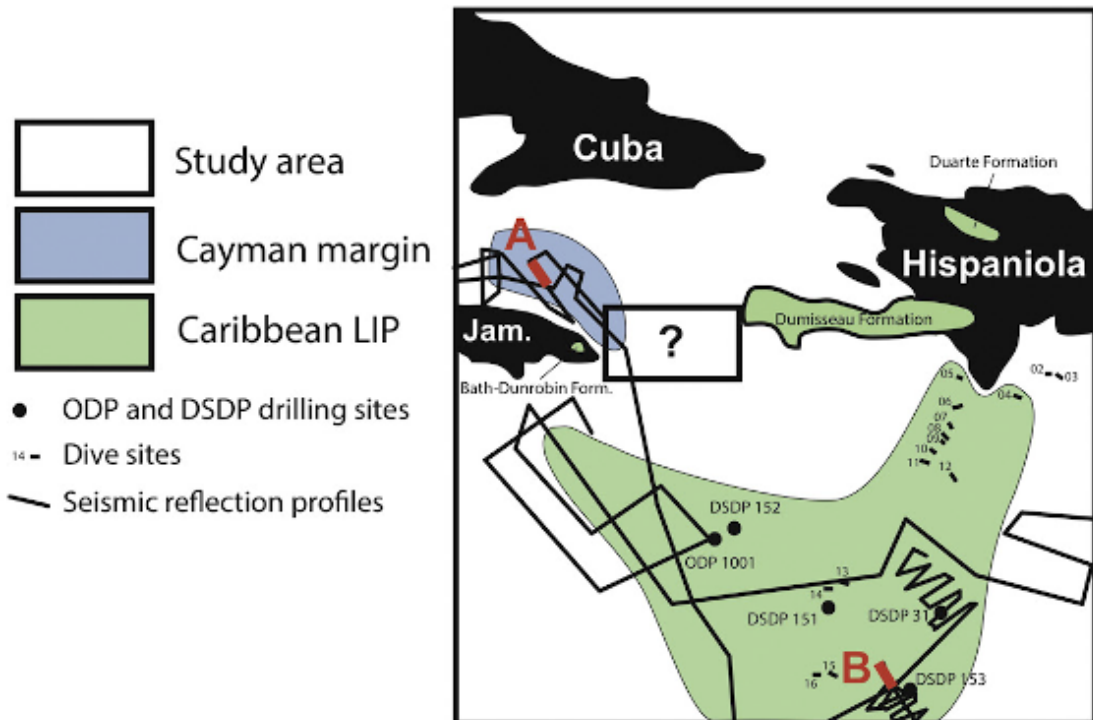 Study area
Cayman margin
Caribbean LIP
ODP and DSDP drilling sites
14 Dive sites
Seismic reflection profiles
Cuba
Duarte Formation
A
Hispaniola
Jam.
?
Dumisseau Formation
Bath-Dunrobin Form.
02
03
05
04
06
07
08
09
10
11
12
DSDP 152
ODP 1001
13
14
DSDP 151
DSDP 31
15
16
B
DSDP 153